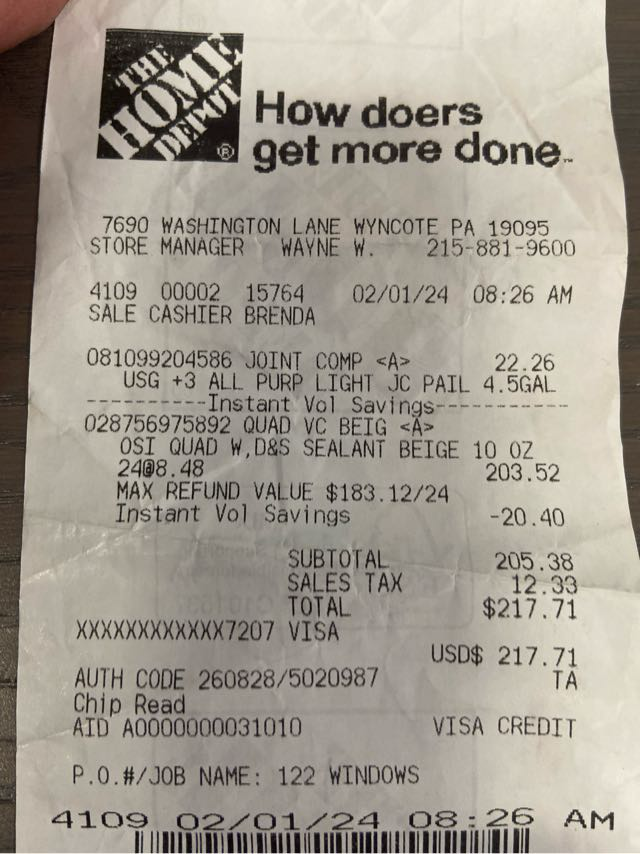 THE
HOME
DEPOT®
How doers
get more done™
7690 WASHINGTON LANE WYNCOTE PA 19095
STORE MANAGER WAYNE W. 215-881-9600
4109 00002 15764 02/01/24 08:26 AM
SALE CASHIER BRENDA
081099204586 JOINT COMP <A> 22.26
USG +3 ALL PURP LIGHT JC PAIL 4.5GAL
----------Instant Vol Savings------------
028756975892 QUAD VC BEIG <A>
OSI QUAD W,D&S SEALANT BEIGE 10 OZ
24@8.48 203.52
MAX REFUND VALUE $183.12/24
Instant Vol Savings -20.40
SUBTOTAL 205.38
SALES TAX 12.33
TOTAL $217.71
XXXXXXXXXXXX7207 VISA
USD$ 217.71
AUTH CODE 260828/5020987 TA
Chip Read
AID A0000000031010 VISA CREDIT
P.O.#/JOB NAME: 122 WINDOWS
4109 02/01/24 08:26 AM